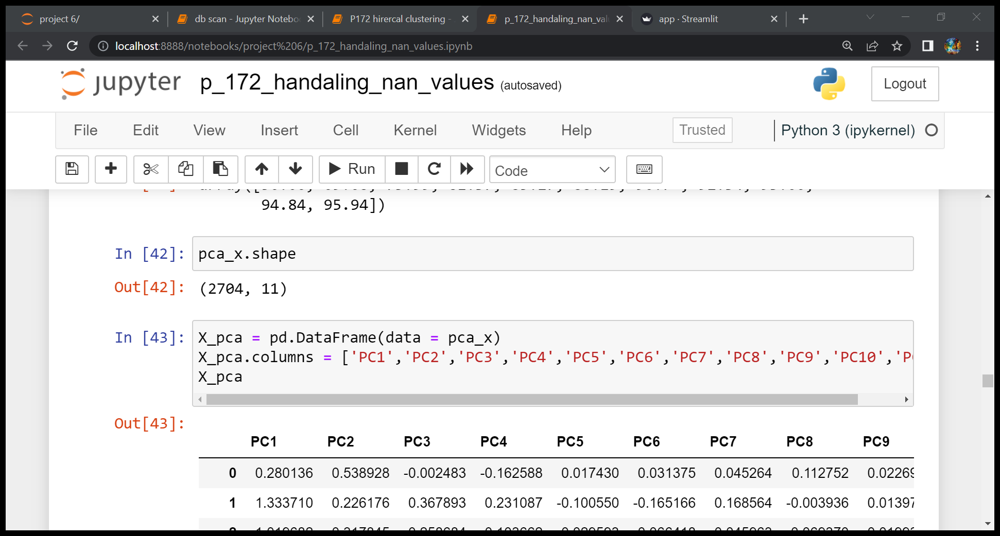 project 6/
db scan - Jupyter Notebo
P172 hirercal clustering -
p_172_handaling_nan_val
app · Streamlit
localhost:8888/notebooks/project%206/p_172_handaling_nan_values.ipynb
jupyter p_172_handaling_nan_values (autosaved)
Logout
File Edit View Insert Cell Kernel Widgets Help
Trusted
Python 3 (ipykernel)
Run
Code
94.84, 95.94])
In [42]: pca_x.shape
Out[42]: (2704, 11)
In [43]: X_pca = pd.DataFrame(data = pca_x)
X_pca.columns = ['PC1','PC2','PC3','PC4','PC5','PC6','PC7','PC8','PC9','PC10','P
X_pca
Out[43]:
PC1 PC2 PC3 PC4 PC5 PC6 PC7 PC8 PC9
0 0.280136 0.538928 -0.002483 -0.162588 0.017430 0.031375 0.045264 0.112752 0.02269
1 1.333710 0.226176 0.367893 0.231087 -0.100550 -0.165166 0.168564 -0.003936 0.01397